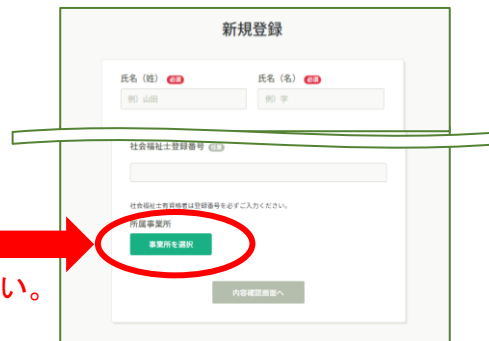 新規登録
氏名（姓） 必須 氏名（名） 必須
例）山田 例）学
社会福祉士登録番号 任意
社会福祉士有資格者は登録番号を必ずご入力ください。
所属事業所
事業所を選択
い。
内容確認画面へ